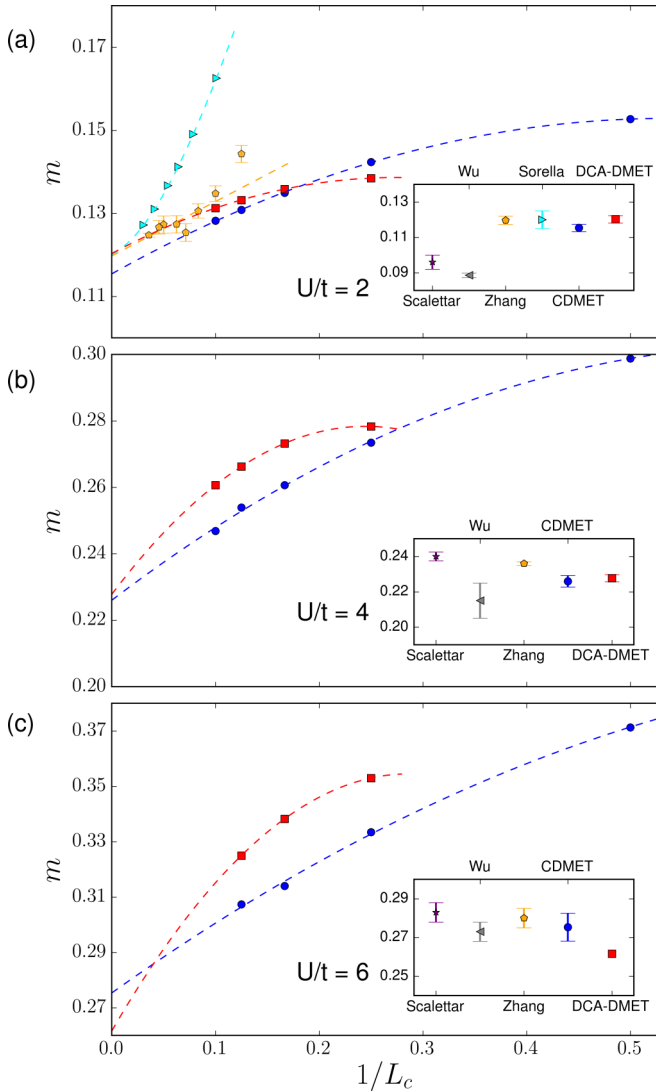 (a)
0.17
0.15
0.13
0.11
m
U/t = 2
Wu Sorella DCA-DMET
0.13
0.11
0.09
Scalettar Zhang CDMET
(b)
0.30
0.28
0.26
0.24
0.22
0.20
m
U/t = 4
Wu CDMET
0.24
0.22
0.20
Scalettar Zhang DCA-DMET
(c)
0.37
0.35
0.33
0.31
0.29
0.27
m
U/t = 6
Wu CDMET
0.29
0.27
0.25
Scalettar Zhang DCA-DMET
0.0 0.1 0.2 0.3 0.4 0.5
1/L_c